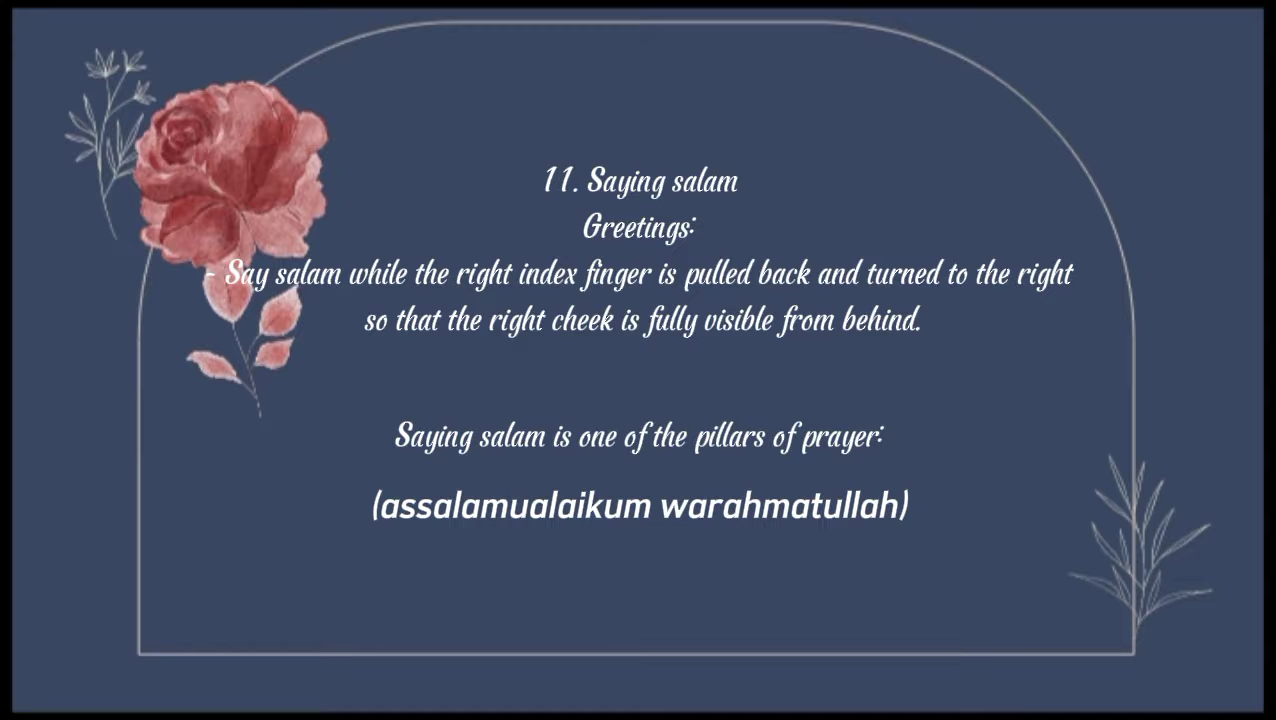 11. Saying salam
Greetings:
- Say salam while the right index finger is pulled back and turned to the right
so that the right cheek is fully visible from behind.
Saying salam is one of the pillars of prayer:
(assalamualaikum warahmatullah)